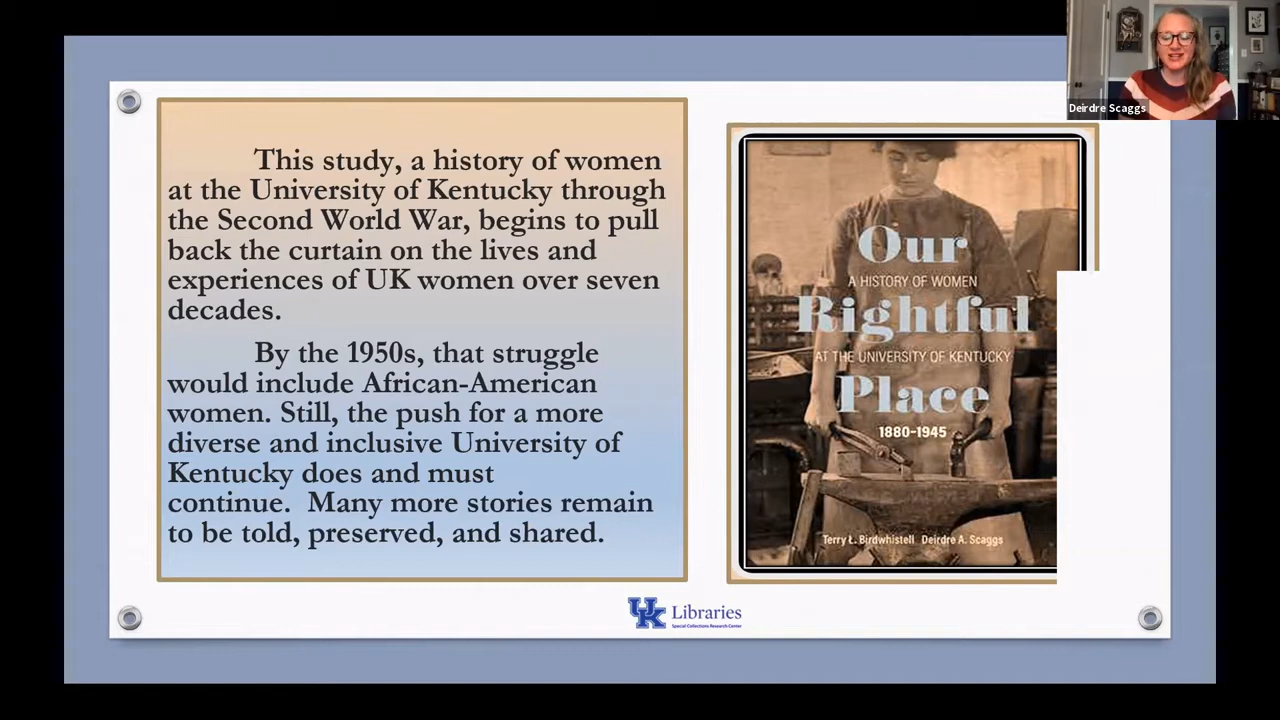 Deirdre Scaggs
This study, a history of women
at the University of Kentucky through
the Second World War, begins to pull
back the curtain on the lives and
experiences of UK women over seven
decades.
By the 1950s, that struggle
would include African-American
women. Still, the push for a more
diverse and inclusive University of
Kentucky does and must
continue. Many more stories remain
to be told, preserved, and shared.
Our
A HISTORY OF WOMEN
Rightful
AT THE UNIVERSITY OF KENTUCKY
Place
1880-1945
Terry L. Birdwhistell Deirdre A. Scaggs
UK Libraries
Special Collections Research Center